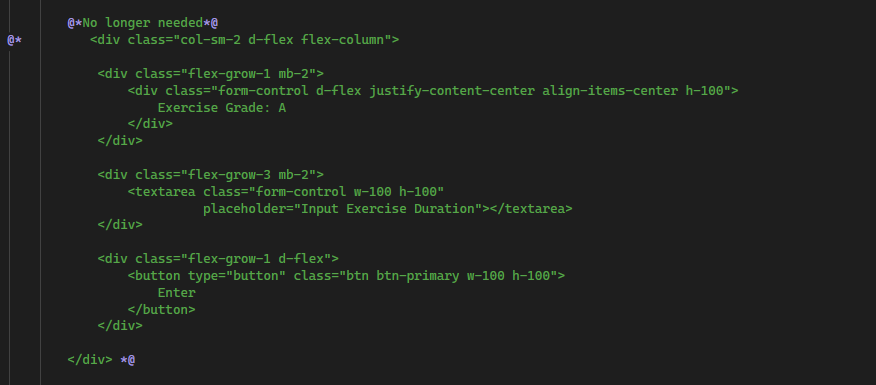 @*No longer needed*@
@*         <div class="col-sm-2 d-flex flex-column">
<div class="flex-grow-1 mb-2">
<div class="form-control d-flex justify-content-center align-items-center h-100">
Exercise Grade: A
</div>
</div>
<div class="flex-grow-3 mb-2">
<textarea class="form-control w-100 h-100"
placeholder="Input Exercise Duration"></textarea>
</div>
<div class="flex-grow-1 d-flex">
<button type="button" class="btn btn-primary w-100 h-100">
Enter
</button>
</div>
</div> *@